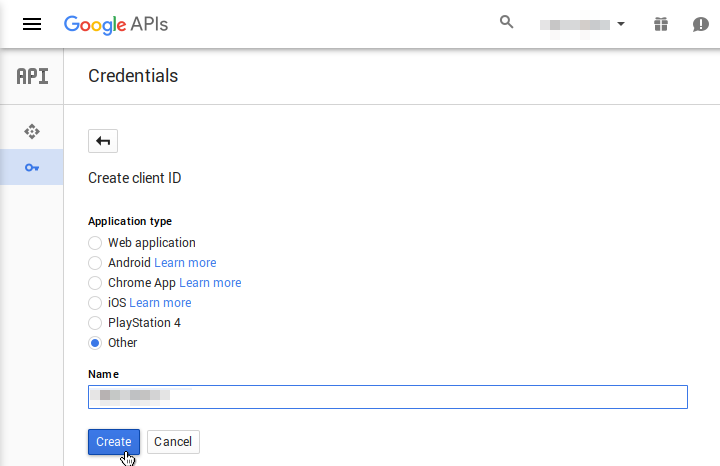 Google APIs
API
Credentials
Create client ID
Application type
Web application
Android Learn more
Chrome App Learn more
iOS Learn more
PlayStation 4
Other
Name
Create Cancel